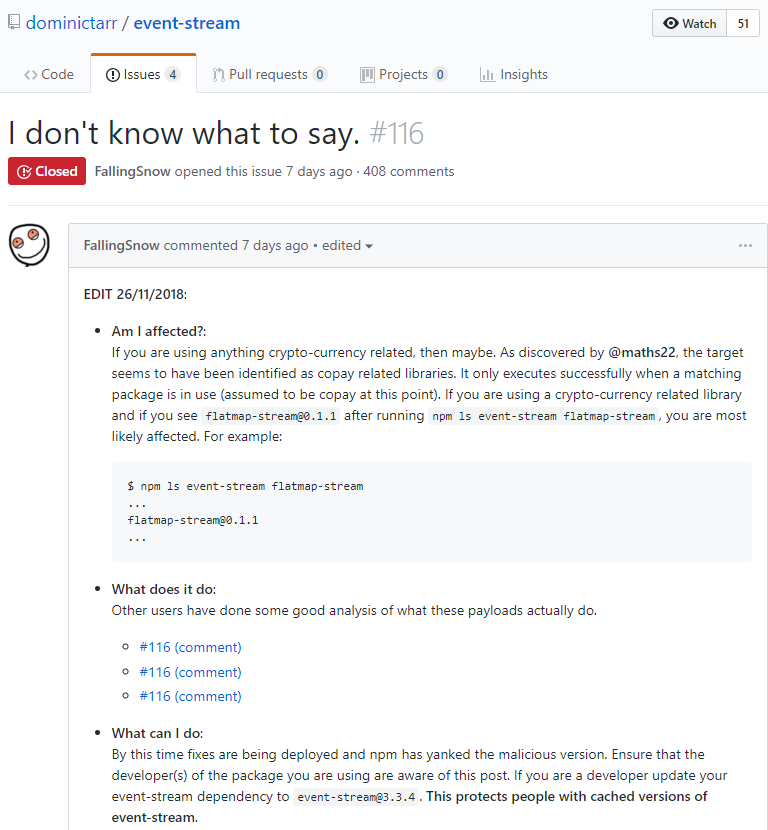 dominictarr / event-stream
Watch 51
Code
Issues 4
Pull requests 0
Projects 0
Insights
I don't know what to say. #116
Closed
FallingSnow opened this issue 7 days ago · 408 comments
FallingSnow commented 7 days ago • edited
EDIT 26/11/2018:
• Am I affected?:
If you are using anything crypto-currency related, then maybe. As discovered by @maths22, the target
seems to have been identified as copay related libraries. It only executes successfully when a matching
package is in use (assumed to be copay at this point). If you are using a crypto-currency related library
and if you see flatmap-stream@0.1.1 after running npm ls event-stream flatmap-stream, you are most
likely affected. For example:
$ npm ls event-stream flatmap-stream
...
flatmap-stream@0.1.1
...
• What does it do:
Other users have done some good analysis of what these payloads actually do.
#116 (comment)
#116 (comment)
#116 (comment)
• What can I do:
By this time fixes are being deployed and npm has yanked the malicious version. Ensure that the
developer(s) of the package you are using are aware of this post. If you are a developer update your
event-stream dependency to event-stream@3.3.4. This protects people with cached versions of
event-stream.